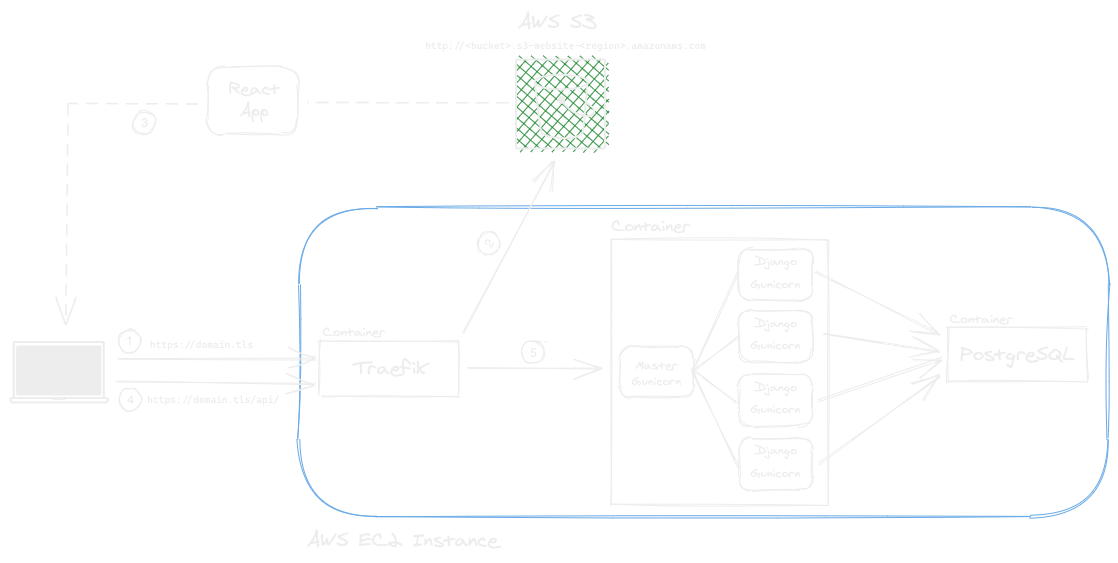 AWS S3
http://<bucket>.s3-website-<region>.amazonaws.com
React
App
3
2
Container
Django
Gunicorn
Container
Container
1
https://domain.tls
Django
Gunicorn
Traefik
5
Master
Gunicorn
PostgreSQL
4
https://domain.tls/api/
Django
Gunicorn
Django
Gunicorn
AWS EC2 Instance